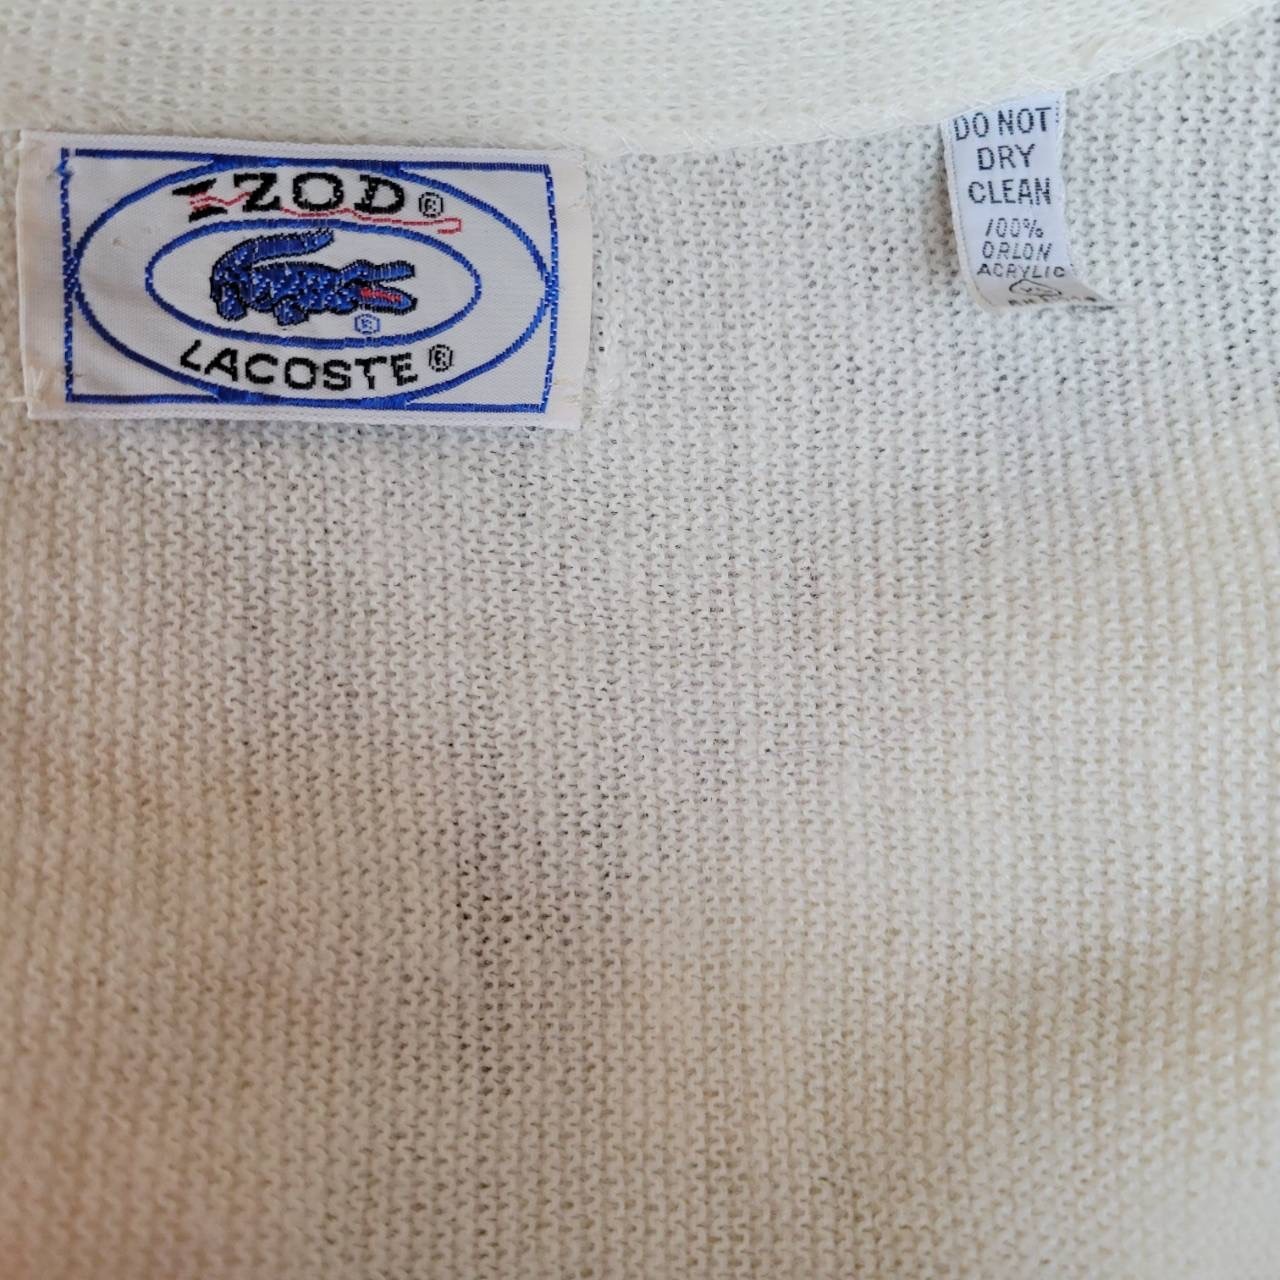 IZOD®
®
LACOSTE®
DO NOT
DRY
CLEAN
100%
ORLON
ACRYLIC